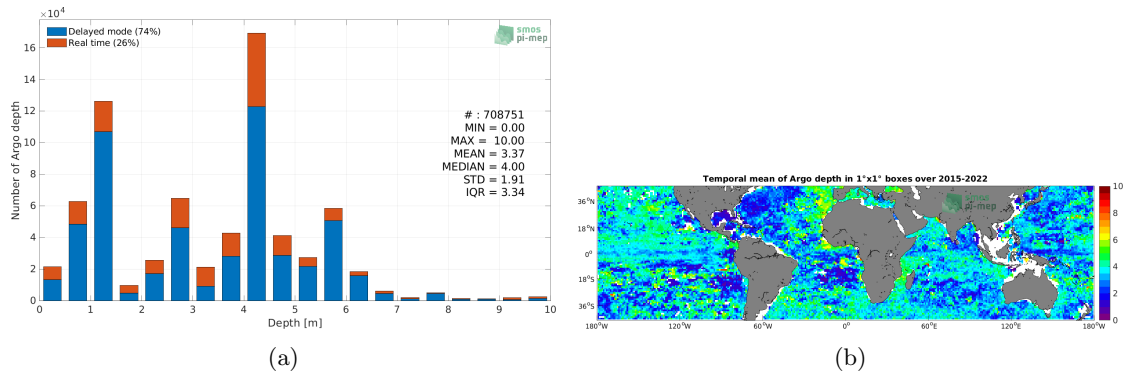 ×10⁴
Delayed mode (74%)
Real time (26%)
smos
pi-mep
16
14
12
10
8
6
4
2
0
Number of Argo depth
# : 708751
MIN = 0.00
MAX = 10.00
MEAN = 3.37
MEDIAN = 4.00
STD = 1.91
IQR = 3.34
0 1 2 3 4 5 6 7 8 9 10
Depth [m]
(a)
Temporal mean of Argo depth in 1°x1° boxes over 2015-2022
smos
pi-mep
36°N
18°N
0°
18°S
36°S
180°W 120°W 60°W 0° 60°E 120°E 180°W
10
8
6
4
2
0
(b)